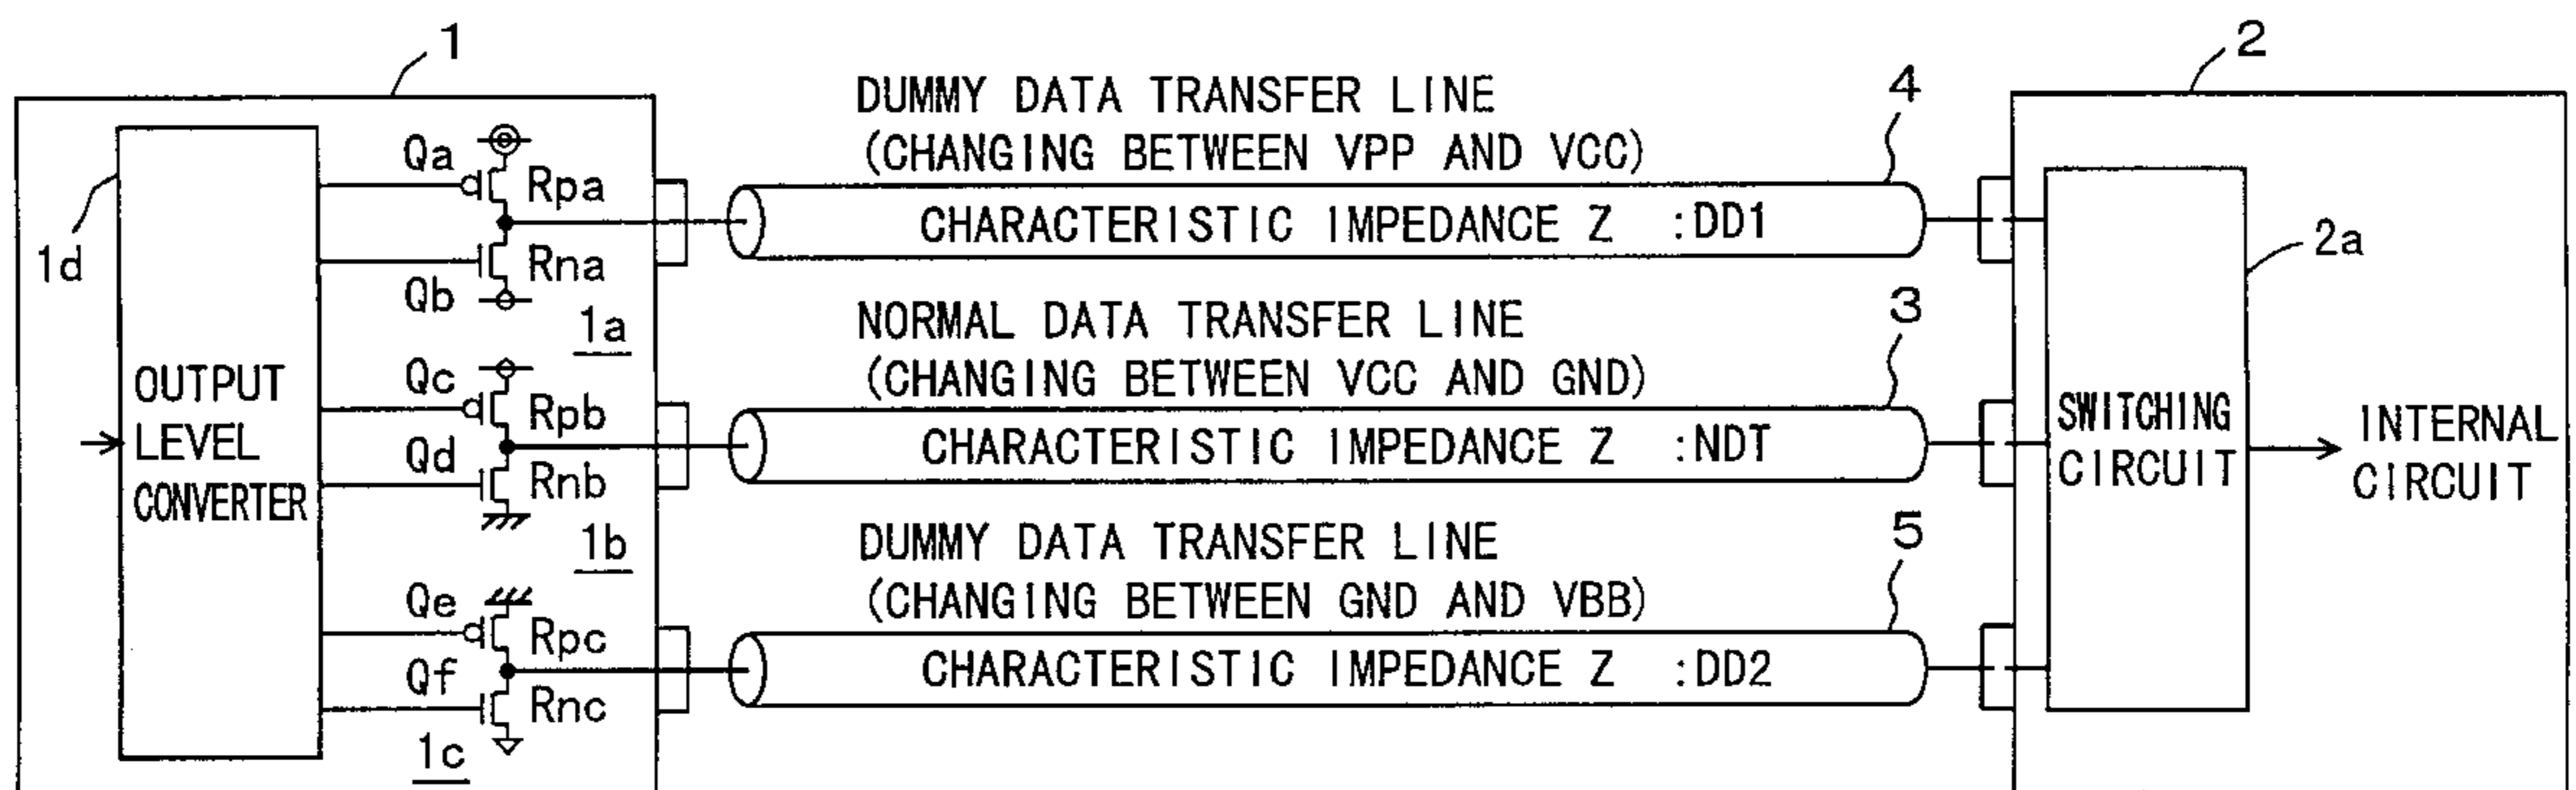 1
2
DUMMY DATA TRANSFER LINE
(CHANGING BETWEEN VPP AND VCC)
4
Qa
Rpa
CHARACTERISTIC IMPEDANCE Z :DD1
1d
Rna
Qb
2a
1a
NORMAL DATA TRANSFER LINE
(CHANGING BETWEEN VCC AND GND)
3
OUTPUT
LEVEL
CONVERTER
Qc
Rpb
CHARACTERISTIC IMPEDANCE Z :NDT
Qd
Rnb
SWITCHING
CIRCUIT
INTERNAL
CIRCUIT
1b
DUMMY DATA TRANSFER LINE
(CHANGING BETWEEN GND AND VBB)
5
Qe
Rpc
CHARACTERISTIC IMPEDANCE Z :DD2
Qf
Rnc
1c